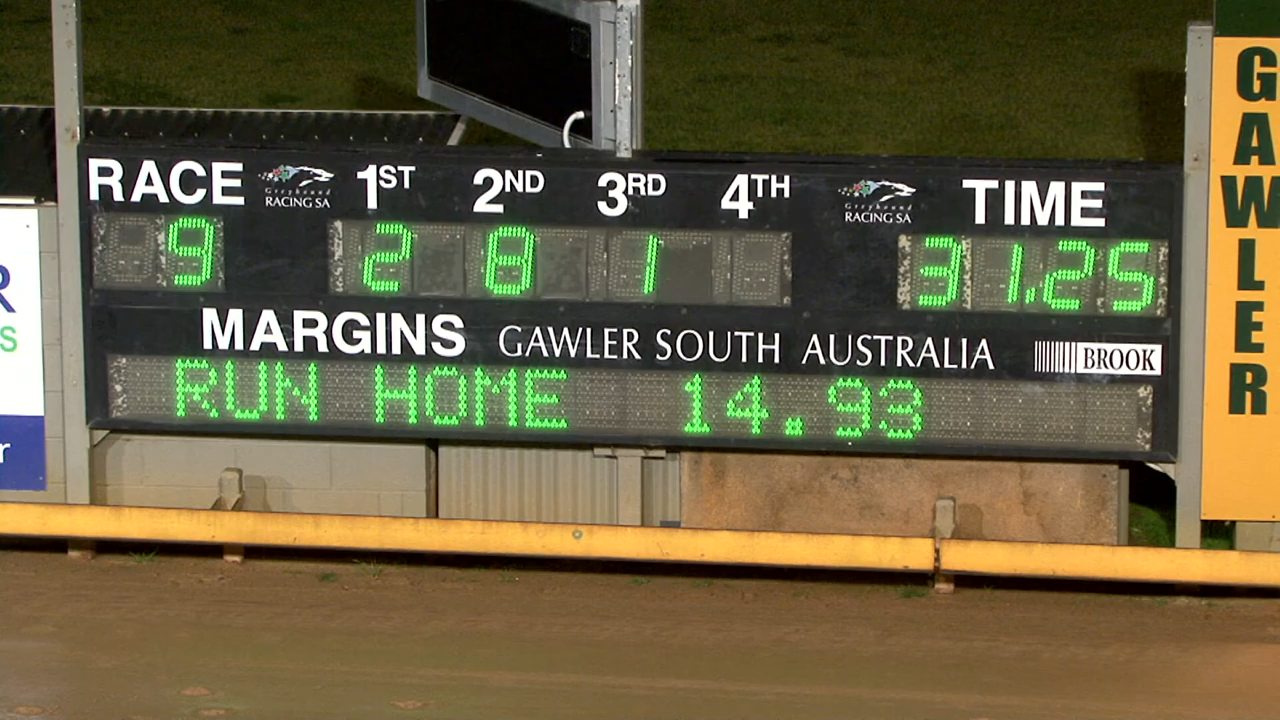 RACE Greyhound RACING SA 1ST 2ND 3RD 4TH Greyhound RACING SA TIME
9 2 8 1 31.25
MARGINS GAWLER SOUTH AUSTRALIA BROOK
RUN HOME 14.93
GAWLER
R
S
r